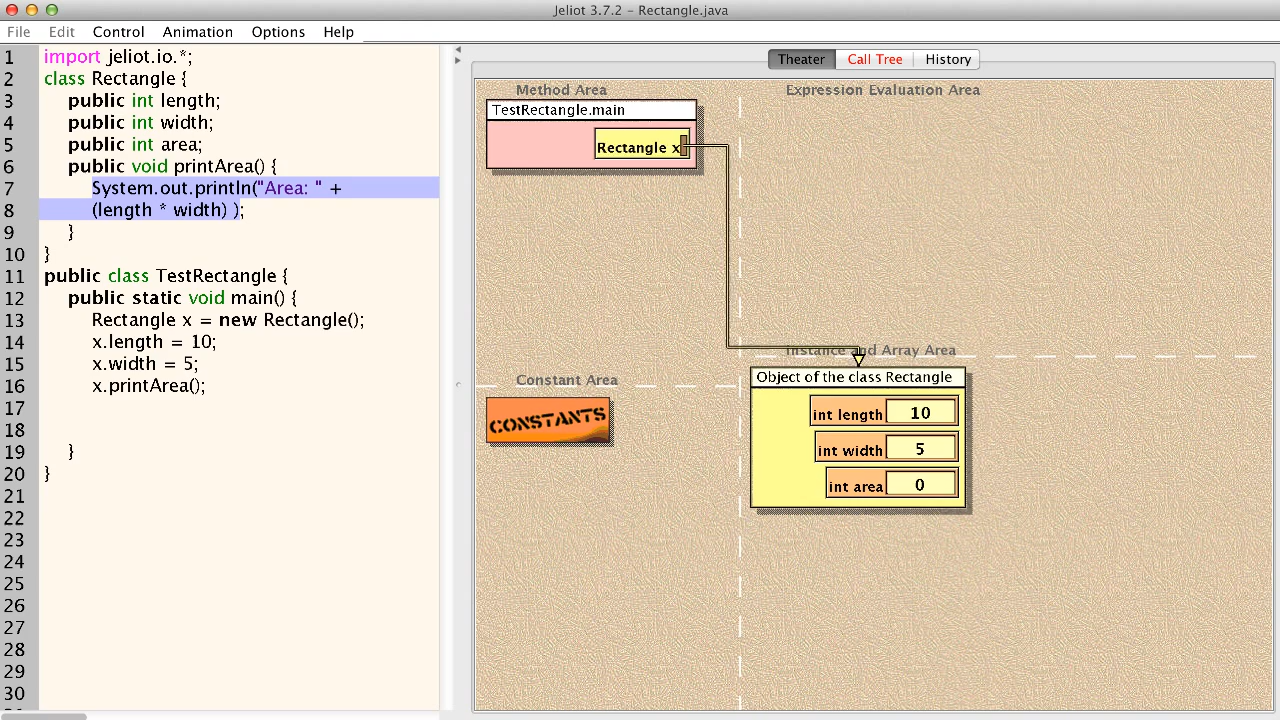 Jeliot 3.7.2 - Rectangle.java
File Edit Control Animation Options Help
1 import jeliot.io.*;
2 class Rectangle {
3 public int length;
4 public int width;
5 public int area;
6 public void printArea() {
7 System.out.println("Area: " +
8 (length * width) );
9 }
10 }
11 public class TestRectangle {
12 public static void main() {
13 Rectangle x = new Rectangle();
14 x.length = 10;
15 x.width = 5;
16 x.printArea();
17
18
19 }
20 }
21
22
23
24
25
26
27
28
29
30
Theater Call Tree History
Method Area
TestRectangle.main
Rectangle x
Expression Evaluation Area
Constant Area
CONSTANTS
Instance and Array Area
Object of the class Rectangle
int length 10
int width 5
int area 0